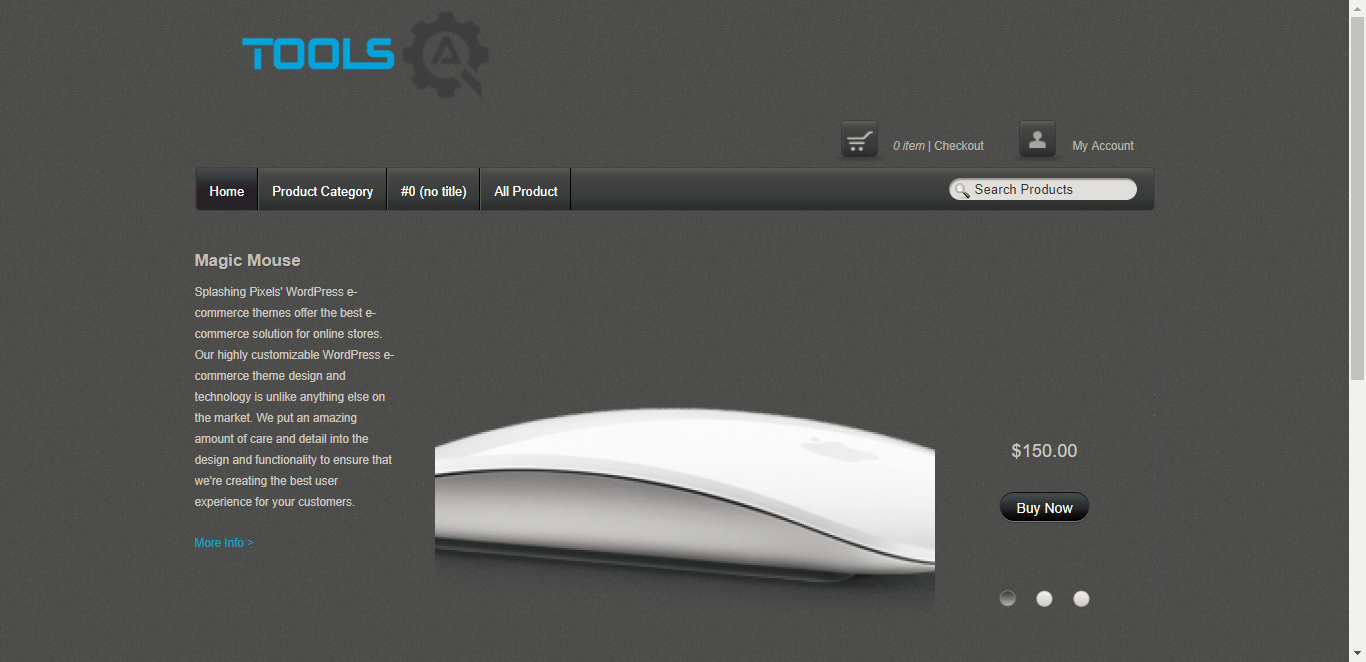 TOOLS
0 item | Checkout
My Account
Home
Product Category
#0 (no title)
All Product
Search Products
Magic Mouse
Splashing Pixels' WordPress e-
commerce themes offer the best e-
commerce solution for online stores.
Our highly customizable WordPress e-
commerce theme design and
technology is unlike anything else on
the market. We put an amazing
amount of care and detail into the
design and functionality to ensure that
we're creating the best user
experience for your customers.
More Info >
$150.00
Buy Now